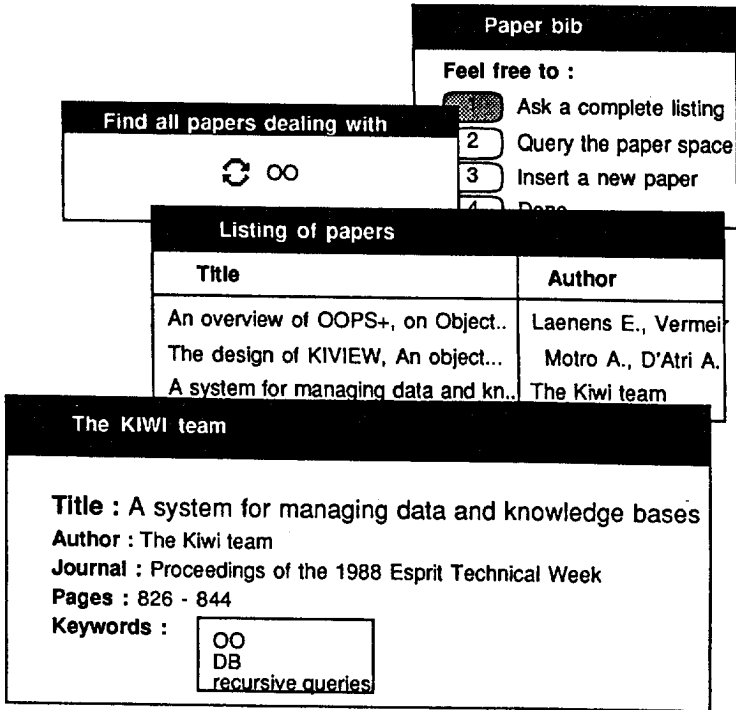 Paper bib
Feel free to :
Ask a complete listing
2 Query the paper space
3 Insert a new paper
4 Done
Find all papers dealing with
OO
Listing of papers
Title Author
An overview of OOPS+, on Object.. Laenens E., Vermeir
The design of KIVIEW, An object... Motro A., D'Atri A.
A system for managing data and kn.. The Kiwi team
The KIWI team
Title : A system for managing data and knowledge bases
Author : The Kiwi team
Journal : Proceedings of the 1988 Esprit Technical Week
Pages : 826 - 844
Keywords :
OO
DB
recursive queries